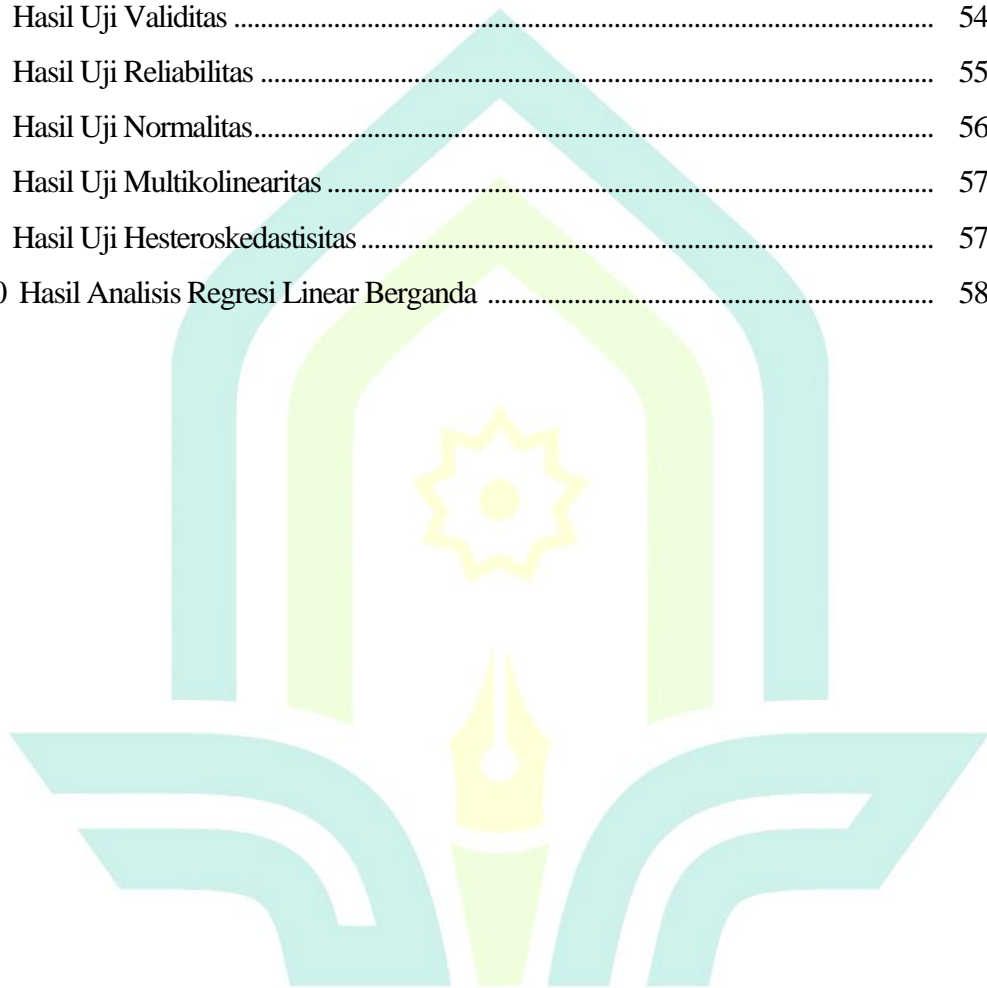 Hasil Uji Validitas ........................................................................................................ 54
Hasil Uji Reliabilitas .................................................................................................... 55
Hasil Uji Normalitas..................................................................................................... 56
Hasil Uji Multikolinearitas .......................................................................................... 57
Hasil Uji Hesteroskedastisitas ..................................................................................... 57
0 Hasil Analisis Regresi Linear Berganda .................................................................. 58